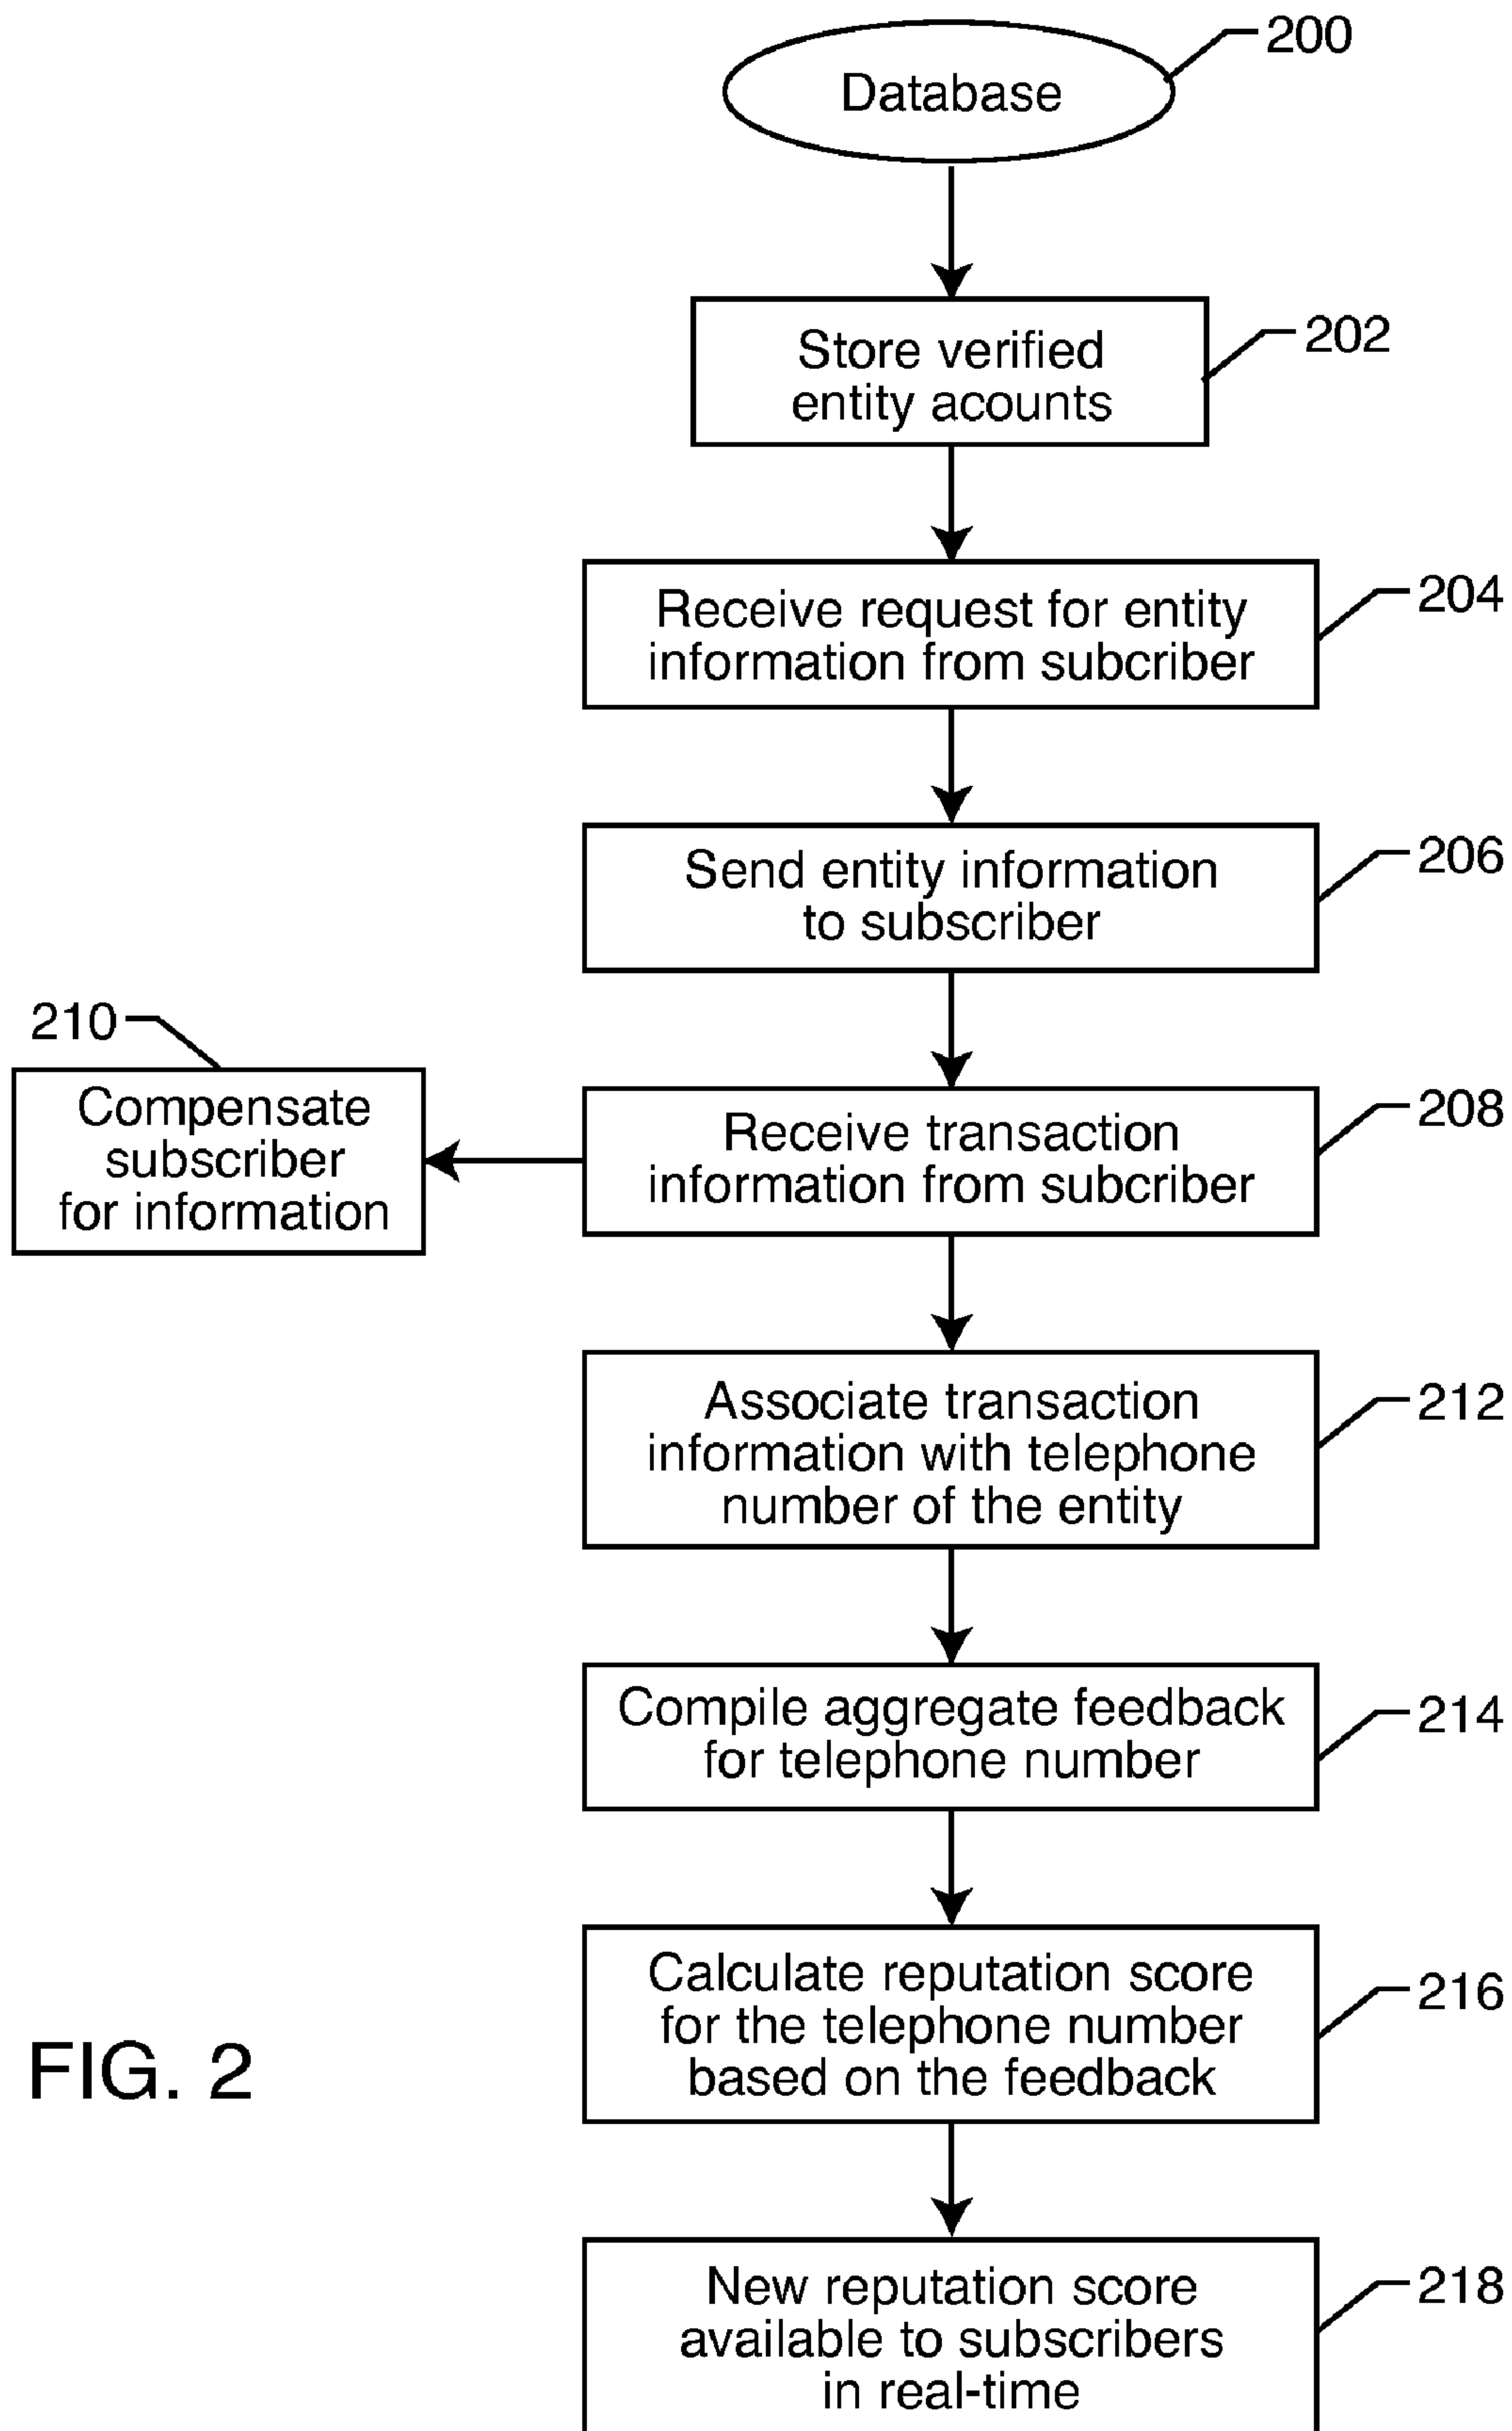 200
Database
202
Store verified
entity acounts
204
Receive request for entity
information from subcriber
206
Send entity information
to subscriber
210
Compensate
subscriber
for information
208
Receive transaction
information from subcriber
212
Associate transaction
information with telephone
number of the entity
214
Compile aggregate feedback
for telephone number
216
Calculate reputation score
for the telephone number
based on the feedback
FIG. 2
218
New reputation score
available to subscribers
in real-time